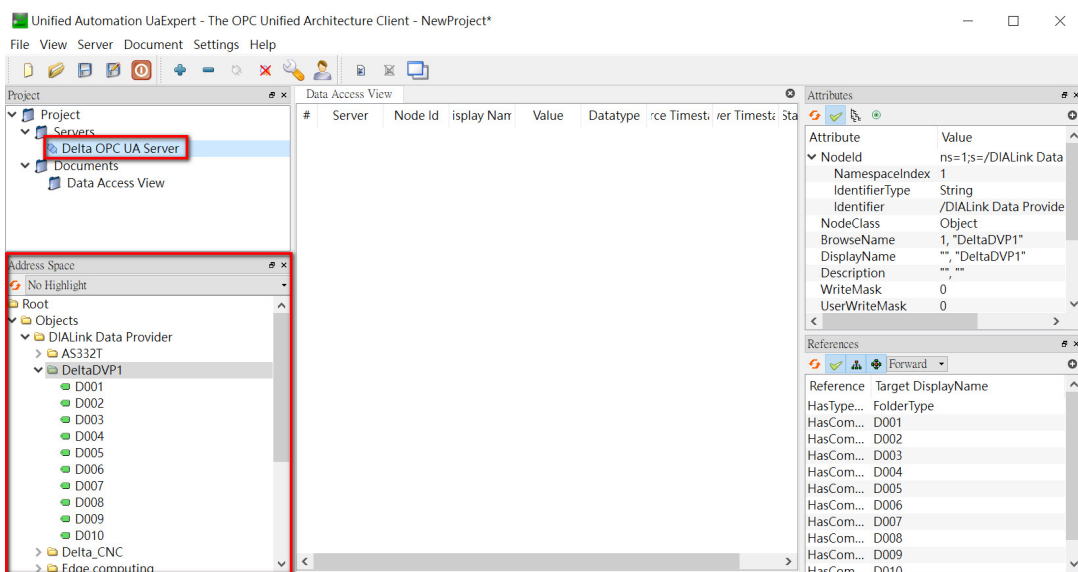 Unified Automation UaExpert - The OPC Unified Architecture Client - NewProject*
File View Server Document Settings Help
Project
Project
Servers
Delta OPC UA Server
Documents
Data Access View
Address Space
No Highlight
Root
Objects
DIALink Data Provider
AS332T
DeltaDVP1
D001
D002
D003
D004
D005
D006
D007
D008
D009
D010
Delta_CNC
Edge computing
Data Access View
# Server Node Id isplay Nam Value Datatype rce Timest ver Timesta Sta
Attributes
Attribute Value
NodeId ns=1;s=/DIALink Data
NamespaceIndex 1
IdentifierType String
Identifier /DIALink Data Provide
NodeClass Object
BrowseName 1, "DeltaDVP1"
DisplayName "", "DeltaDVP1"
Description "", ""
WriteMask 0
UserWriteMask 0
References
Forward
Reference Target DisplayName
HasType... FolderType
HasCom... D001
HasCom... D002
HasCom... D003
HasCom... D004
HasCom... D005
HasCom... D006
HasCom... D007
HasCom... D008
HasCom... D009
HasCom... D010